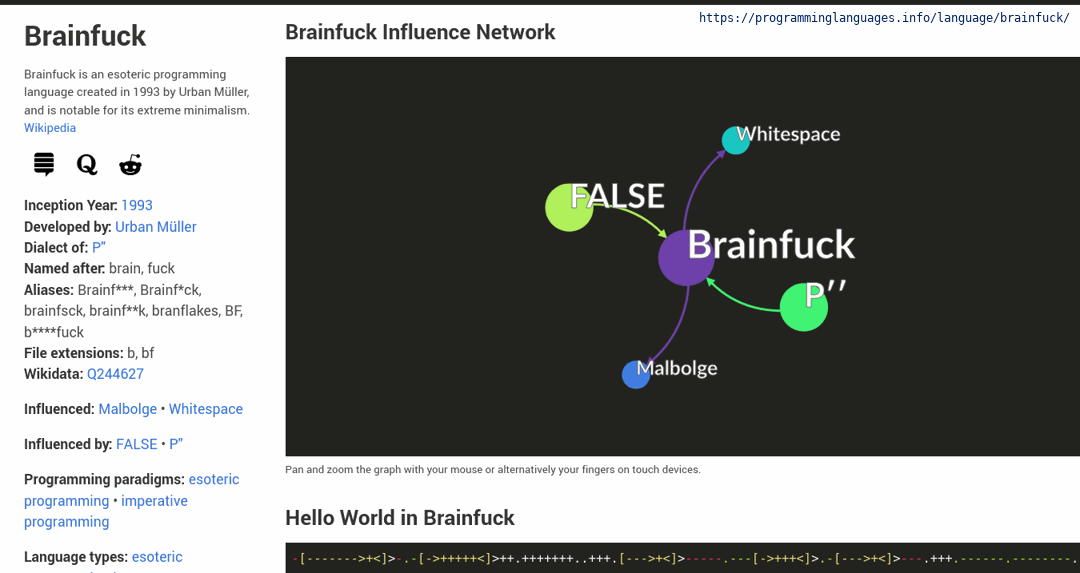 https://programminglanguages.info/language/brainfuck/
Brainfuck
Brainfuck is an esoteric programming
language created in 1993 by Urban Müller,
and is notable for its extreme minimalism.
Wikipedia
Inception Year: 1993
Developed by: Urban Müller
Dialect of: P′′
Named after: brain, fuck
Aliases: Brainf***, Brainf*ck,
brainfsck, brainf**k, branflakes, BF,
b****fuck
File extensions: b, bf
Wikidata: Q244627
Influenced: Malbolge • Whitespace
Influenced by: FALSE • P′′
Programming paradigms: esoteric
programming • imperative
programming
Language types: esoteric
Brainfuck Influence Network
Whitespace
FALSE
Brainfuck
P′′
Malbolge
Pan and zoom the graph with your mouse or alternatively your fingers on touch devices.
Hello World in Brainfuck
-[------->+<]>-.-[->+++++<]>++.+++++++..+++.[--->+<]>-----.---[->+++<]>.-[--->+<]>---.+++.------.--------.